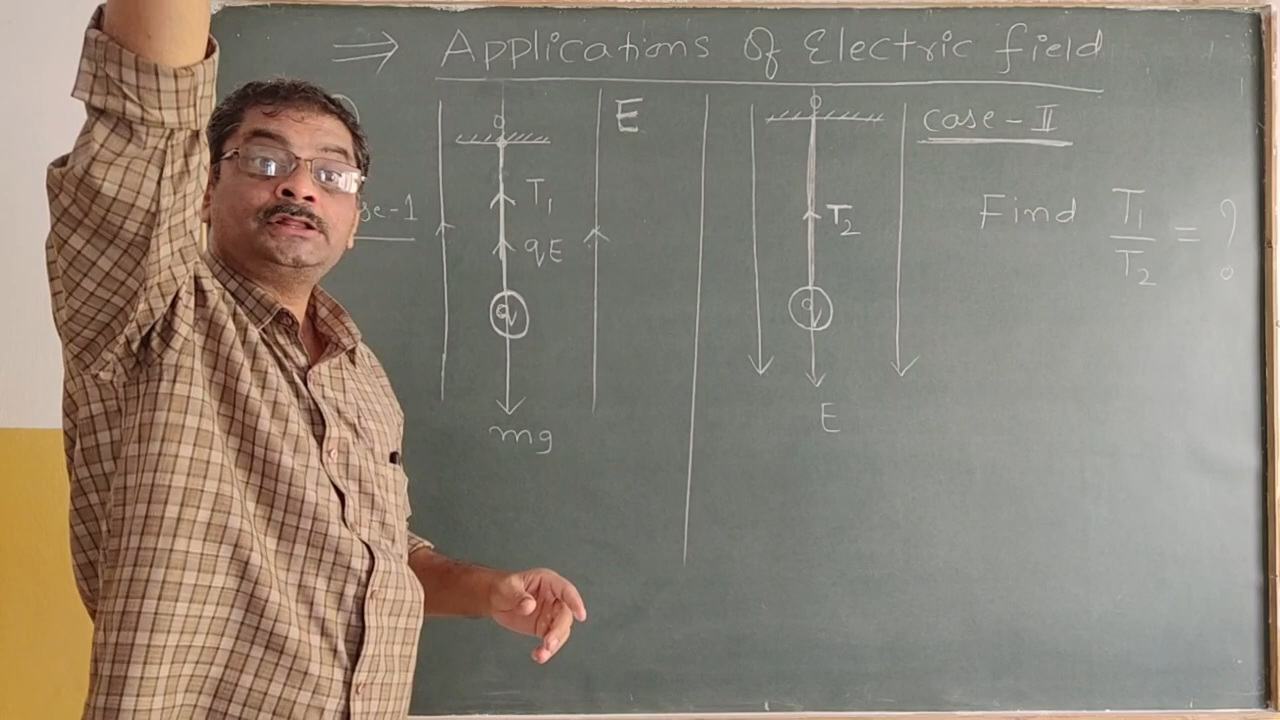 ⇒ Applications Of Electric field
E
T₁
qE
q
mg
case-II
T₂
q
E
Find T₁/T₂ = ?